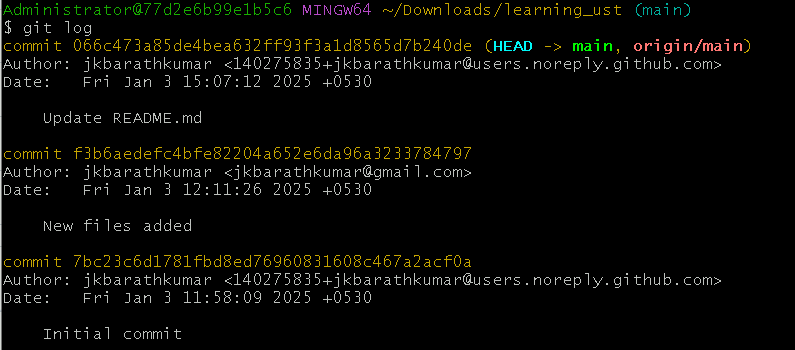 Administrator@77d2e6b99e1b5c6 MINGW64 ~/Downloads/learning_ust (main)
$ git log
commit 066c473a85de4bea632ff93f3a1d8565d7b240de (HEAD -> main, origin/main)
Author: jkbarathkumar <140275835+jkbarathkumar@users.noreply.github.com>
Date:   Fri Jan 3 15:07:12 2025 +0530
    Update README.md
commit f3b6aedefc4bfe82204a652e6da96a3233784797
Author: jkbarathkumar <jkbarathkumar@gmail.com>
Date:   Fri Jan 3 12:11:26 2025 +0530
    New files added
commit 7bc23c6d1781fbd8ed76960831608c467a2acf0a
Author: jkbarathkumar <140275835+jkbarathkumar@users.noreply.github.com>
Date:   Fri Jan 3 11:58:09 2025 +0530
    Initial commit